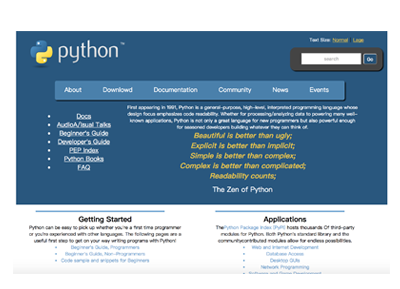 Text Size: Normal Large
python™
search Go
About Download Documentation Community News Events
Docs
Audio/Visual Talks
Beginner's Guide
Developer's Guide
PEP Index
Python Books
FAQ
First appearing in 1991, Python is a general-purpose, high-level, interpreted programming language whose
design focus emphasizes code readability. Whether for processing/analyzing data to powering many well-
known applications, Python is not only a great language for new programmers but also powerful enough
for seasoned developers building whatever they can think of.
Beautiful is better than ugly;
Explicit is better than implicit;
Simple is better than complex;
Complex is better than complicated;
Readability counts;
The Zen of Python
Getting Started
Python can be easy to pick up whether you're a first time programmer
or you're experienced with other languages. The following pages are a
useful first step to get on your way writing programs with Python!
Beginner's Guide, Programmers
Beginner's Guide, Non-Programmers
Code sample and snippets for Beginners
Applications
ThePython Package Index (PyPI) hosts thousands Of third-party
modules for Python. Both Python's standard library and the
communitycontributed modules allow for endless possibilities.
Web and Internet Development
Database Access
Desktop GUIs
Network Programming